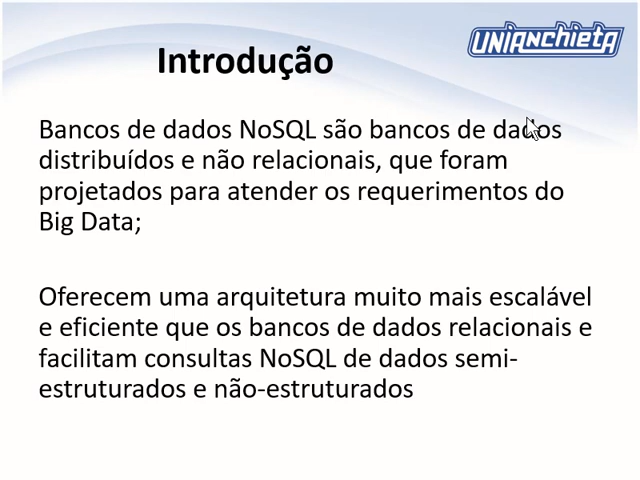 UNIANCHIETA
Introdução
Bancos de dados NoSQL são bancos de dados
distribuídos e não relacionais, que foram
projetados para atender os requerimentos do
Big Data;
Oferecem uma arquitetura muito mais escalável
e eficiente que os bancos de dados relacionais e
facilitam consultas NoSQL de dados semi-
estruturados e não-estruturados